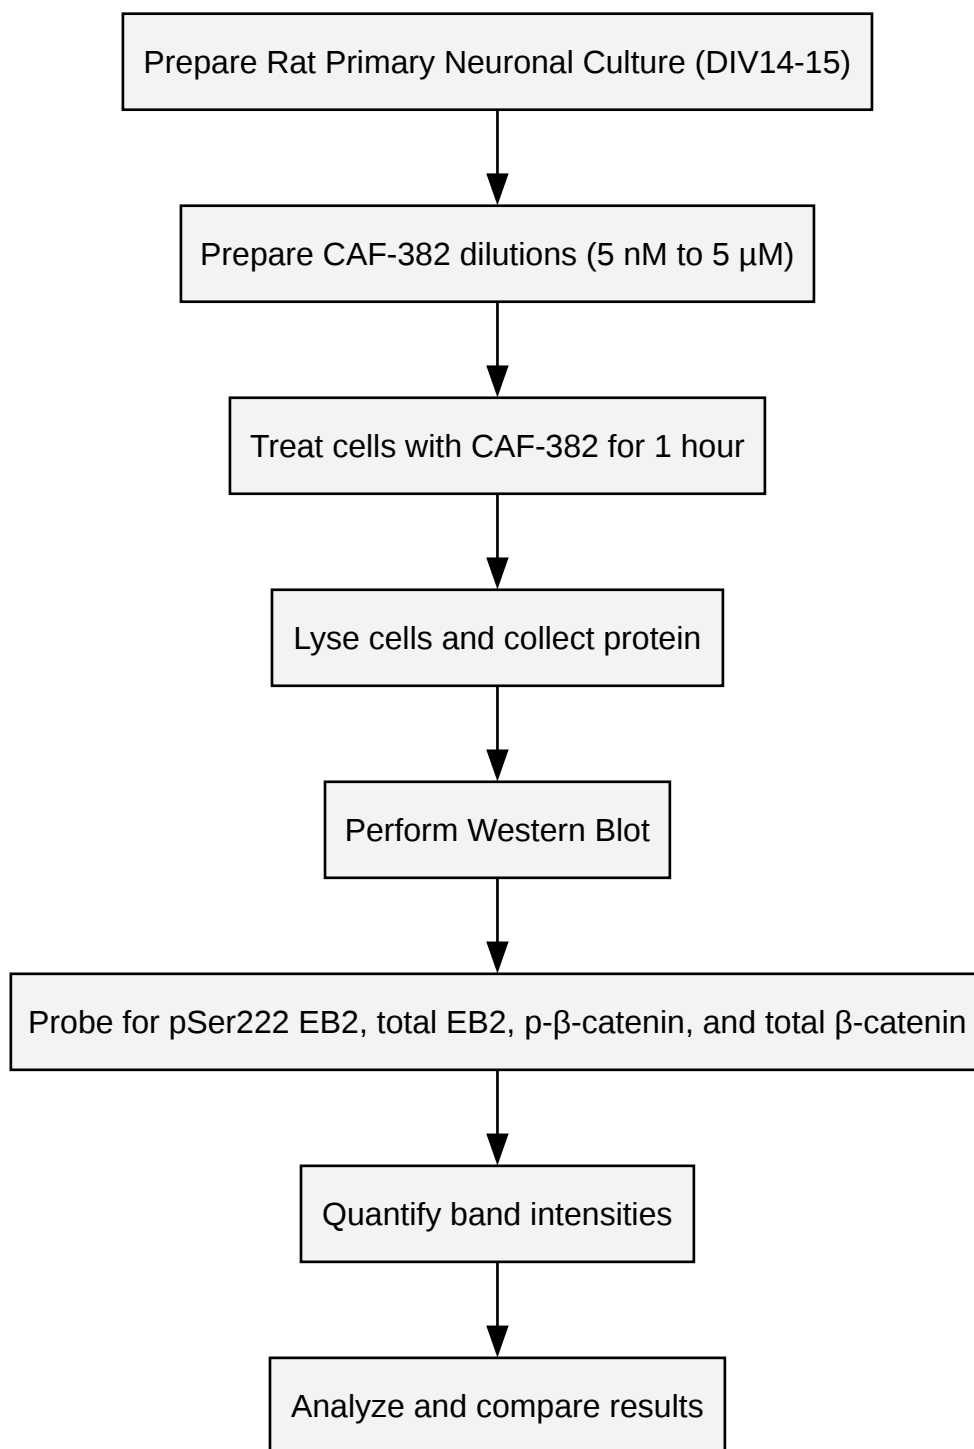 Prepare Rat Primary Neuronal Culture (DIV14-15)
Prepare CAF-382 dilutions (5 nM to 5 µM)
Treat cells with CAF-382 for 1 hour
Lyse cells and collect protein
Perform Western Blot
Probe for pSer222 EB2, total EB2, p-β-catenin, and total β-catenin
Quantify band intensities
Analyze and compare results